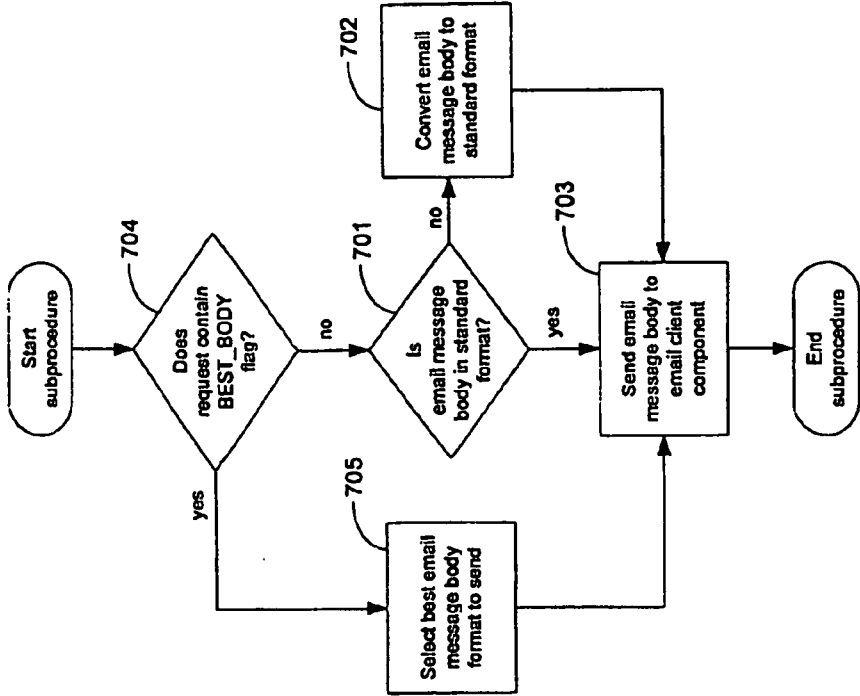 Start
subprocedure
704
Does
request contain
BEST_BODY
flag?
yes
no
705
Select best email
message body
format to send
701
Is
email message
body in standard
format?
no
yes
702
Convert email
message body to
standard format
703
Send email
message body to
email client
component
End
subprocedure